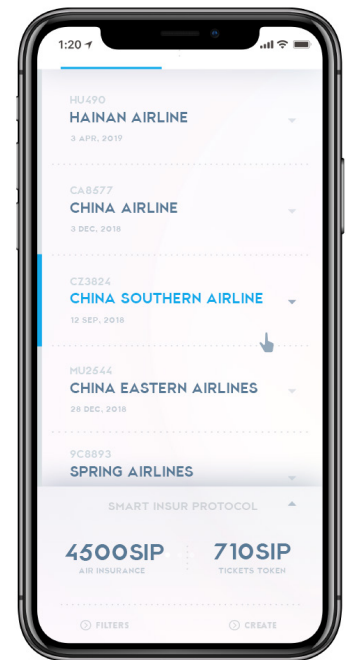 1:20
HU490
HAINAN AIRLINE
3 APR, 2019
CA8577
CHINA AIRLINE
3 DEC, 2018
CZ3824
CHINA SOUTHERN AIRLINE
12 SEP, 2018
MU2544
CHINA EASTERN AIRLINES
28 DEC, 2018
9C8893
SPRING AIRLINES
SMART INSUR PROTOCOL
4500SIP 710SIP
AIR INSURANCE TICKETS TOKEN
FILTERS CREATE